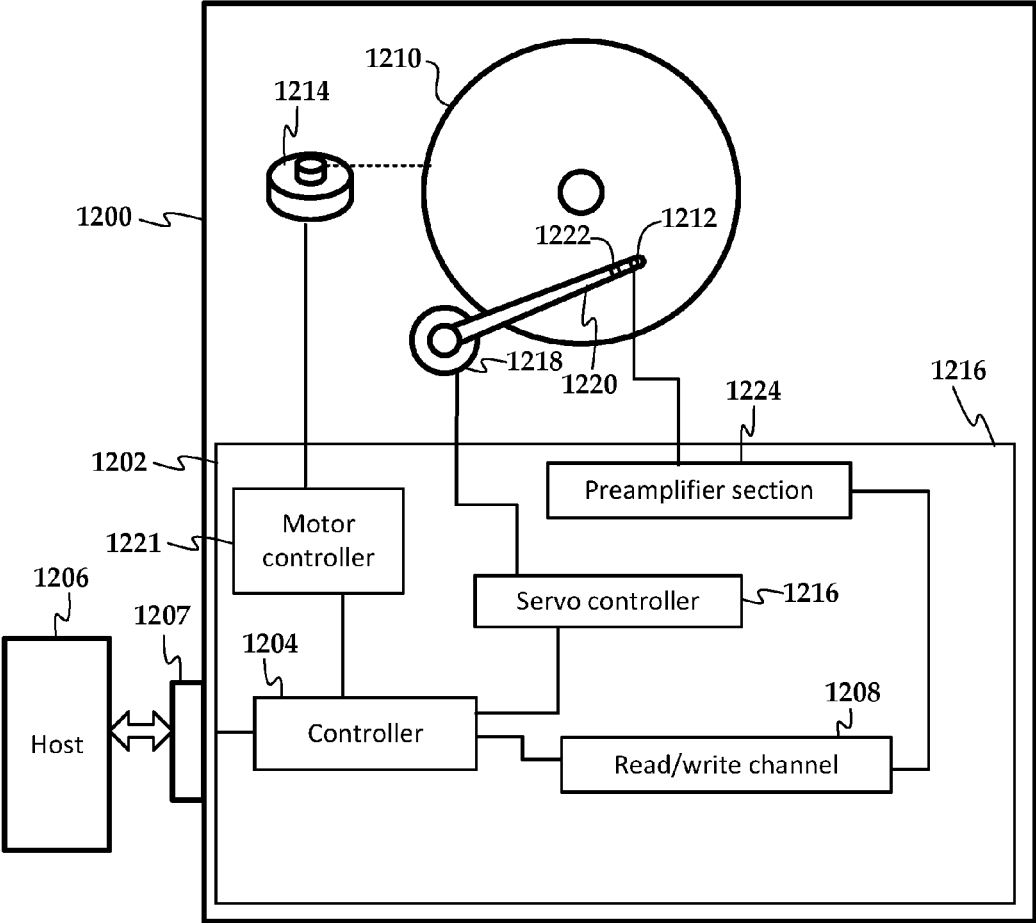 1210
1214
1200
1222
1212
1218
1220
1216
1224
1202
Preamplifier section
Motor
controller
1221
1206
Servo controller
1216
1207
1204
1208
Host
Controller
Read/write channel